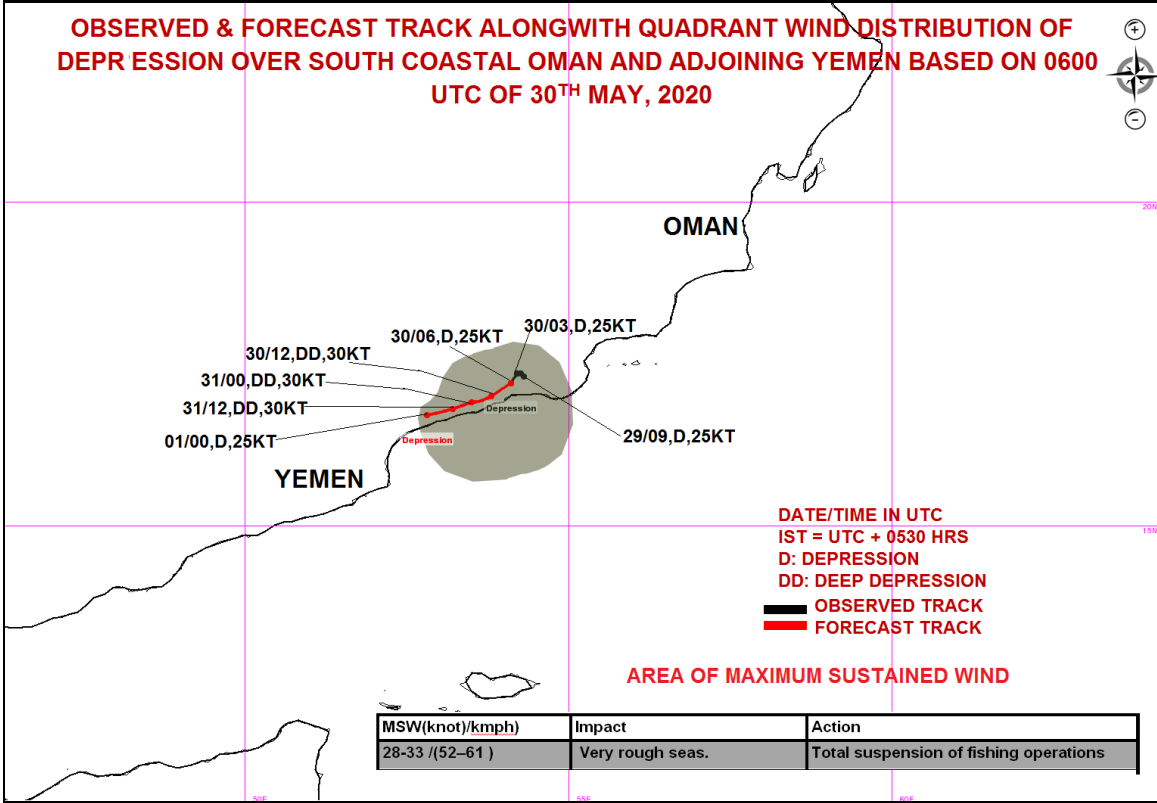 OBSERVED & FORECAST TRACK ALONGWITH QUADRANT WIND DISTRIBUTION OF
DEPRESSION OVER SOUTH COASTAL OMAN AND ADJOINING YEMEN BASED ON 0600
UTC OF 30TH MAY, 2020
20N
OMAN
30/03,D,25KT
30/06,D,25KT
30/12,DD,30KT
31/00,DD,30KT
31/12,DD,30KT
Depression
29/09,D,25KT
01/00,D,25KT
Depression
YEMEN
DATE/TIME IN UTC
15N
IST = UTC + 0530 HRS
D: DEPRESSION
DD: DEEP DEPRESSION
OBSERVED TRACK
FORECAST TRACK
AREA OF MAXIMUM SUSTAINED WIND
MSW(knot)/kmph) Impact Action
28-33 /(52–61 ) Very rough seas. Total suspension of fishing operations
50E 55E 60E